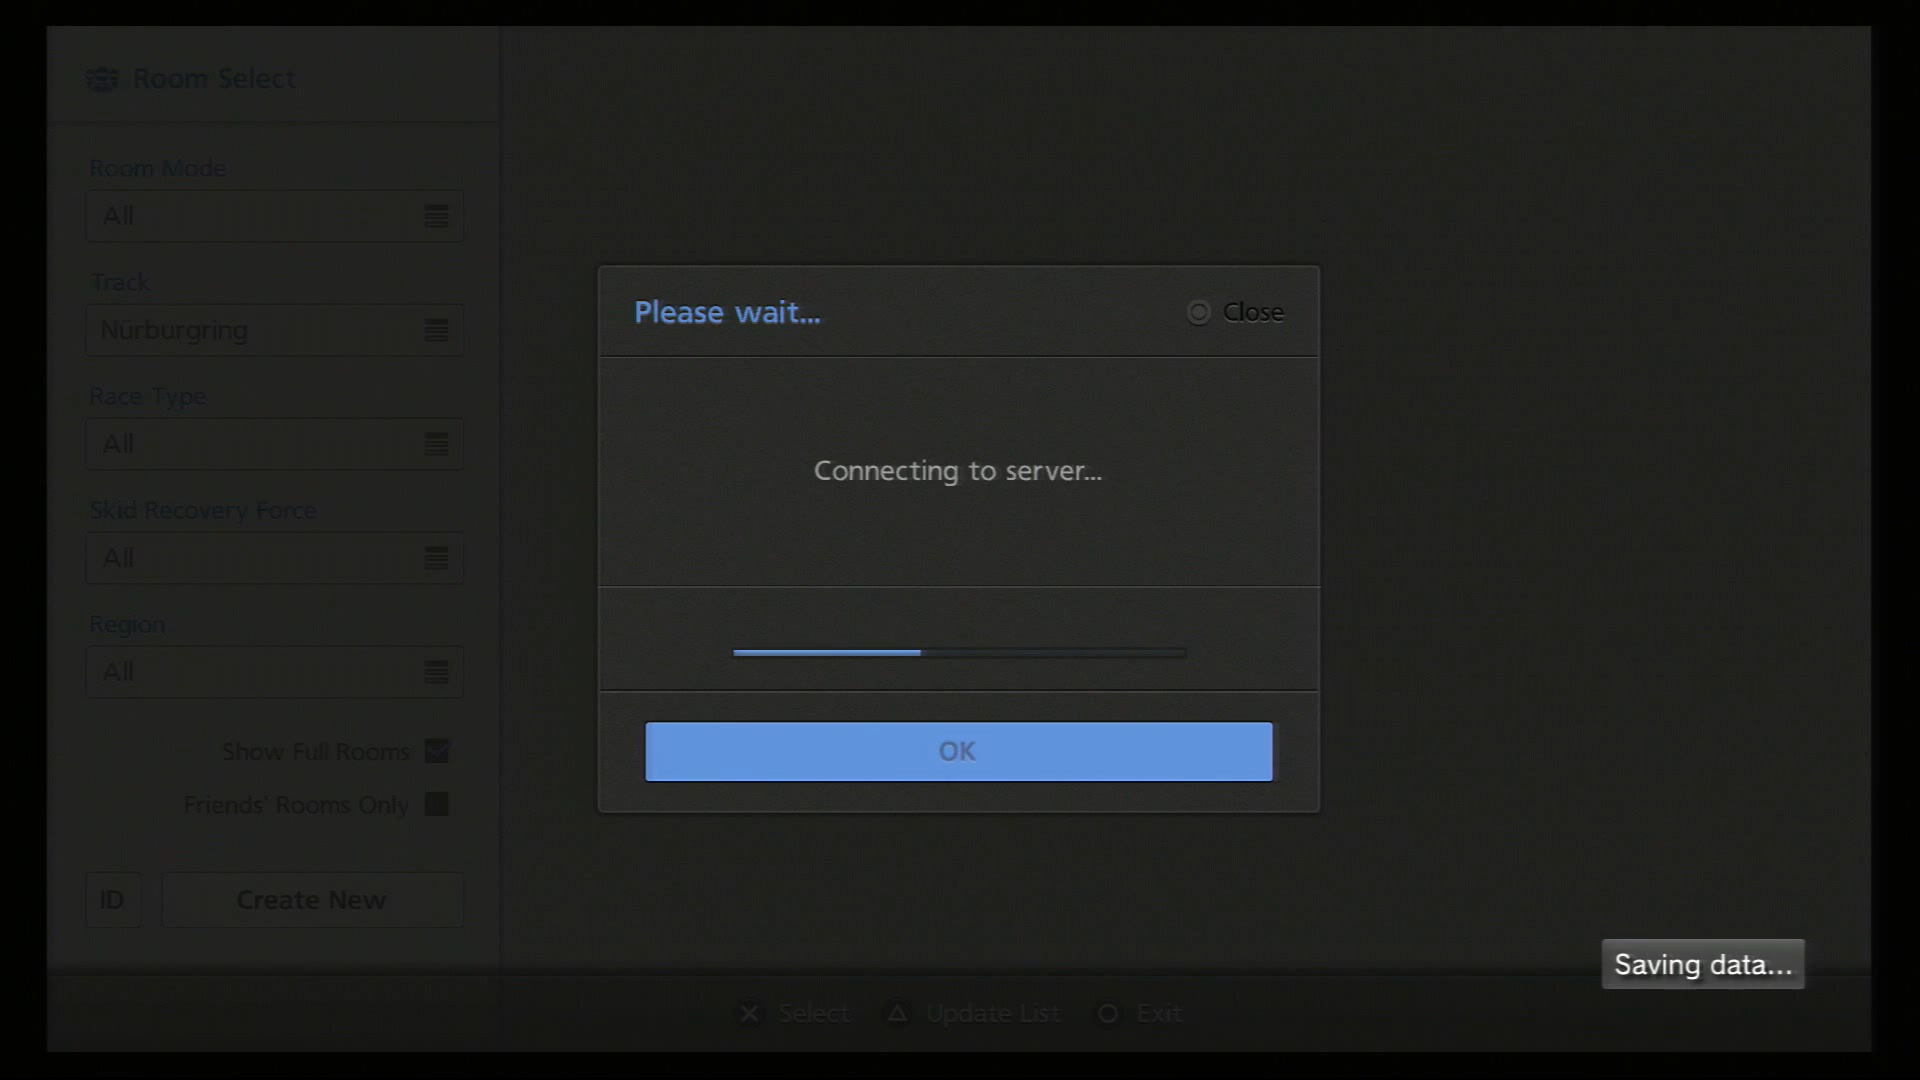 Room Select
Room Mode
All
Track
Nürburgring
Race Type
All
Skid Recovery Force
All
Region
All
Show Full Rooms
Friends' Rooms Only
ID
Create New
Please wait...
Close
Connecting to server...
OK
Saving data...
Select
Update List
Exit